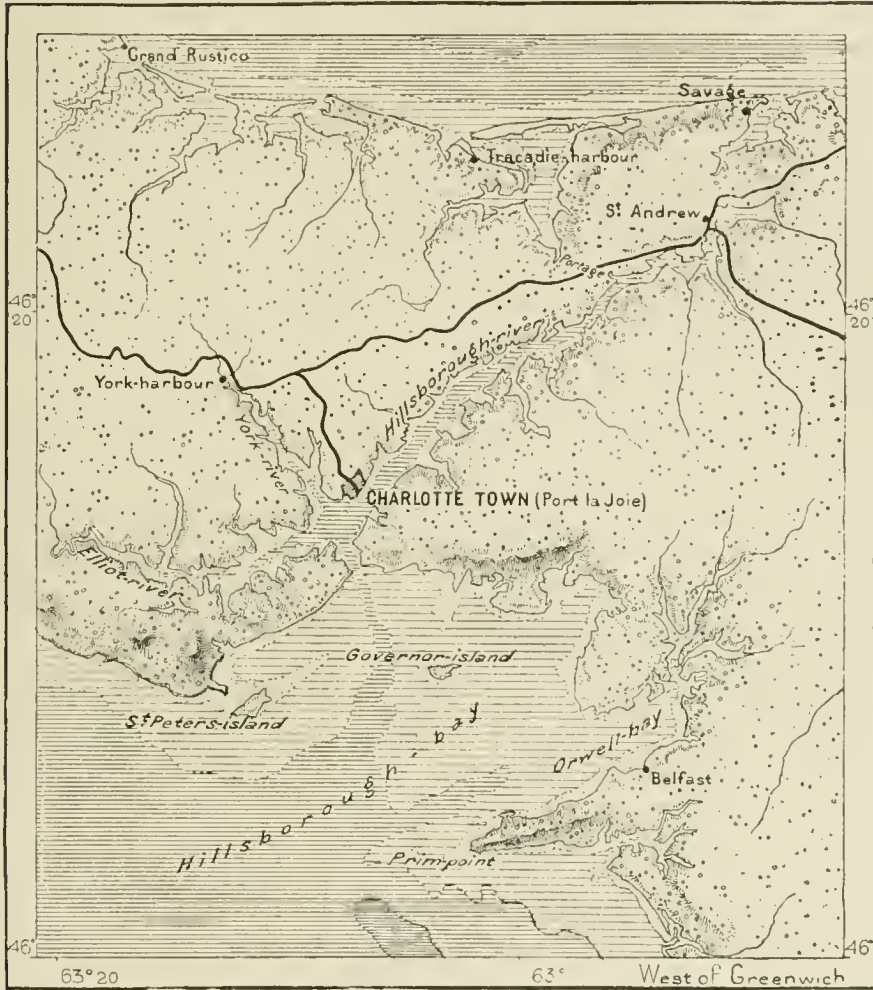 Grand Rustico
Savage
Tracadie-harbour
St Andrew
Portage
46°
20'
46°
20'
Hillsborough-river
York-harbour
York river
CHARLOTTE TOWN (Port la Joie)
Elliot-river
Governor-island
St Peters-island
Hillsborough-bay
Orwell-bay
Belfast
Prim-point
46°
46°
63° 20
63°
West of Greenwich